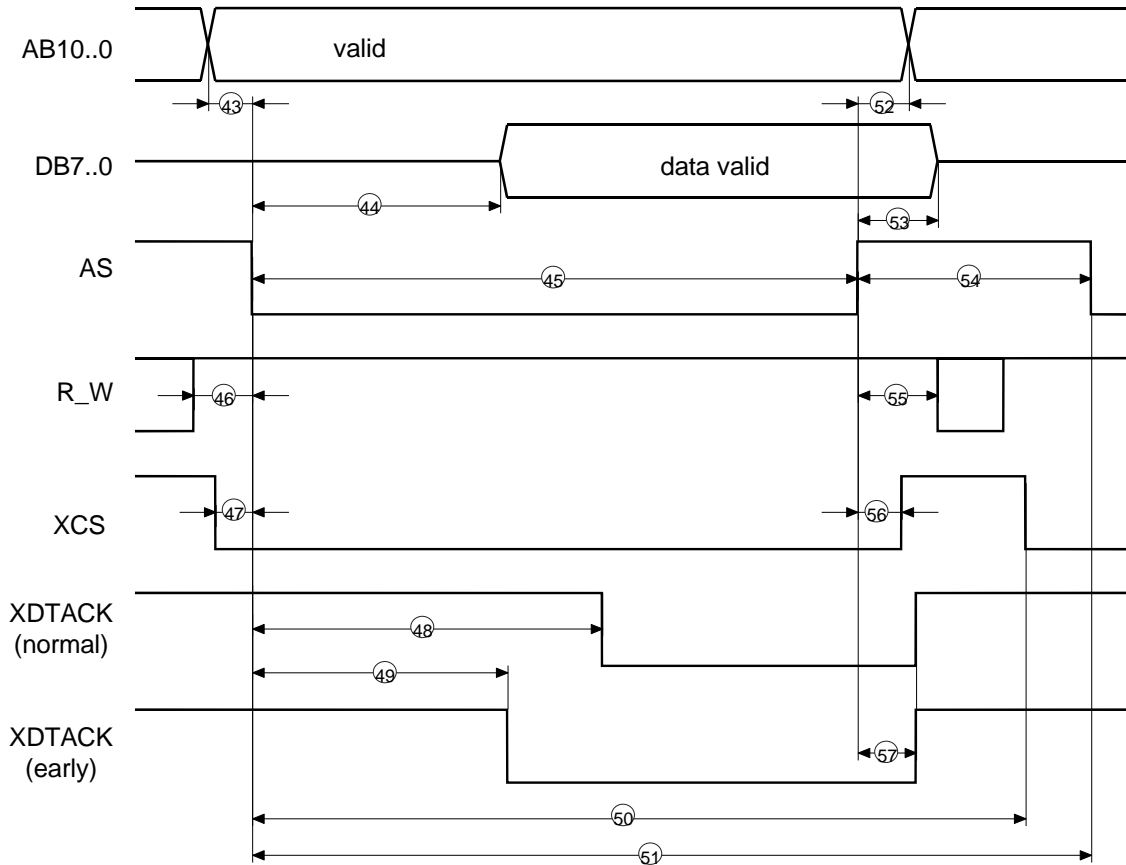 AB10..0
valid
43
52
DB7..0
data valid
44
53
AS
45
54
R_W
46
55
XCS
47
56
XDTACK
(normal)
48
49
XDTACK
(early)
57
50
51